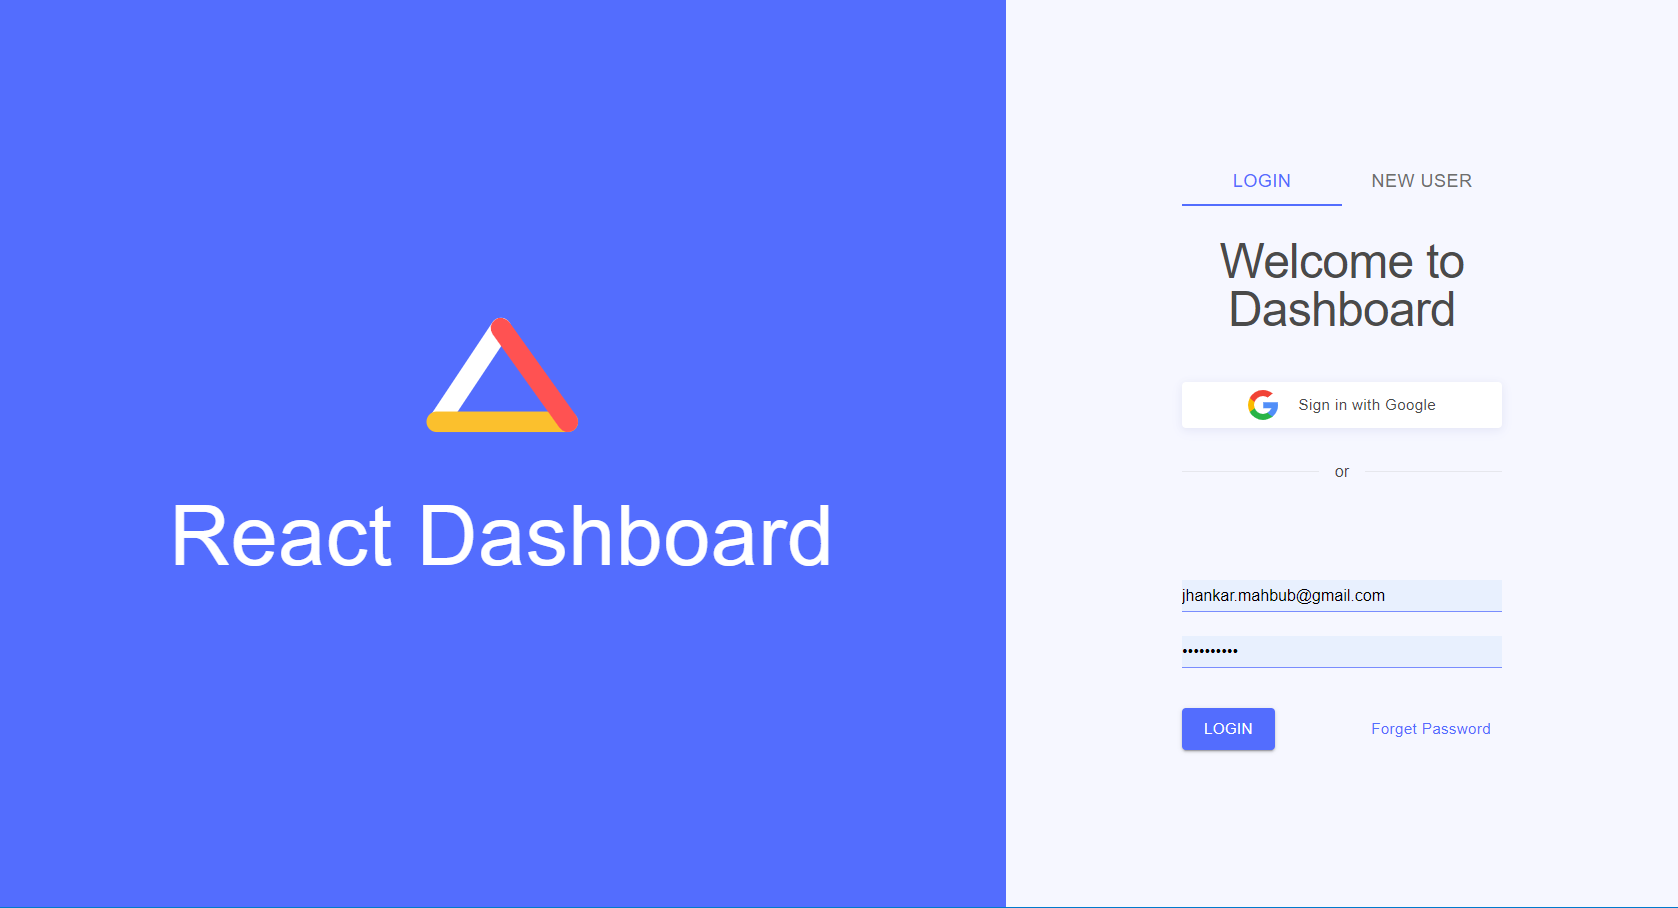 React Dashboard
LOGIN
NEW USER
Welcome to
Dashboard
Sign in with Google
or
jhankar.mahbub@gmail.com
••••••••••
LOGIN
Forget Password